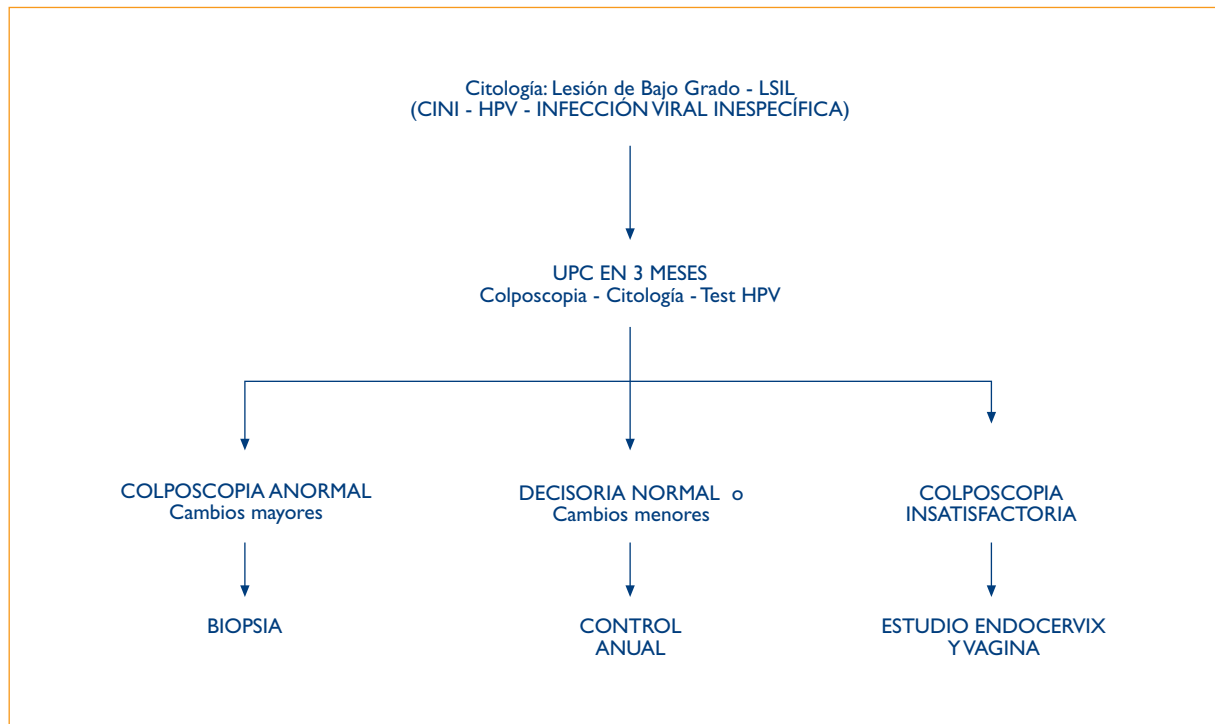 Citología: Lesión de Bajo Grado - LSIL
(CINI - HPV - INFECCIÓN VIRAL INESPECÍFICA)
UPC EN 3 MESES
Colposcopia - Citología - Test HPV
COLPOSCOPIA ANORMAL
Cambios mayores
DECISORIA NORMAL o
Cambios menores
COLPOSCOPIA
INSATISFACTORIA
BIOPSIA
CONTROL
ANUAL
ESTUDIO ENDOCERVIX
Y VAGINA